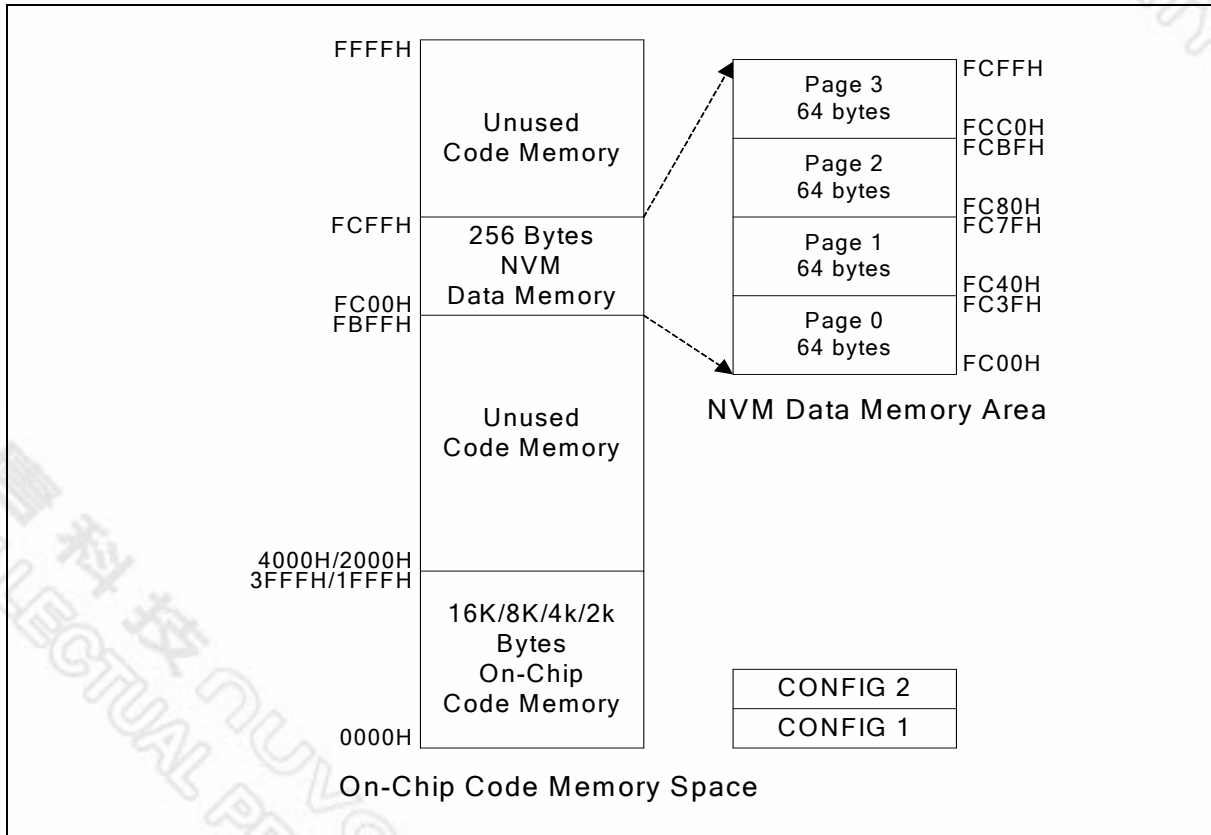 FFFFH
Unused
Code Memory
FCFFH
256 Bytes
NVM
Data Memory
FC00H
FBFFH
Unused
Code Memory
4000H/2000H
3FFFH/1FFFH
16K/8K/4k/2k
Bytes
On-Chip
Code Memory
0000H
On-Chip Code Memory Space
FCFFH
Page 3
64 bytes
FCC0H
FCBFH
Page 2
64 bytes
FC80H
FC7FH
Page 1
64 bytes
FC40H
FC3FH
Page 0
64 bytes
FC00H
NVM Data Memory Area
CONFIG 2
CONFIG 1
科技